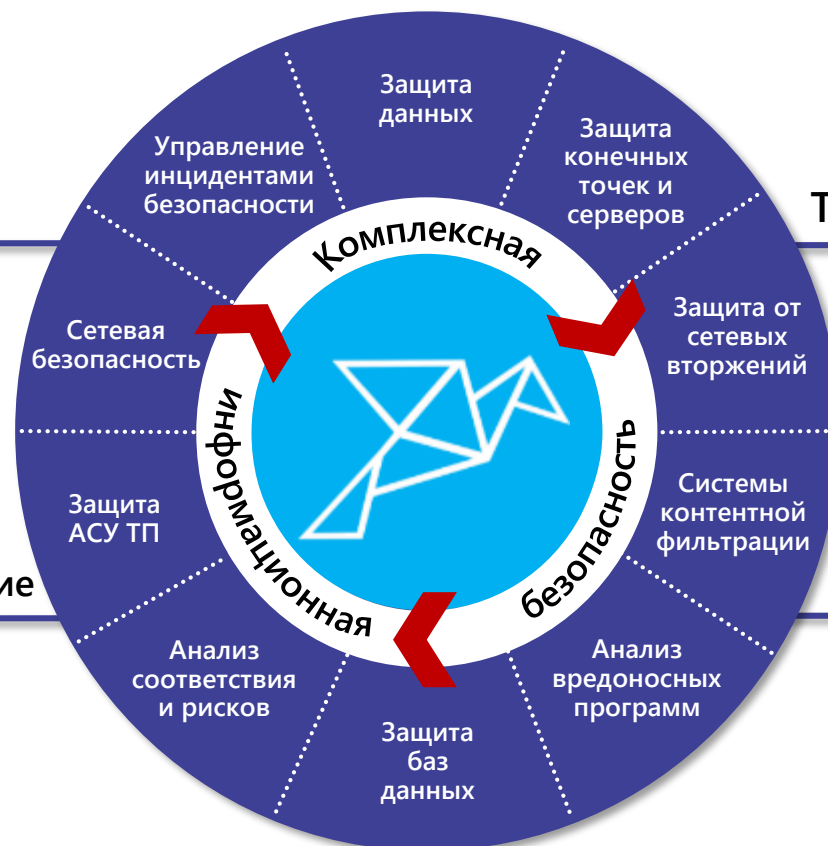 Защита
данных
Защита
конечных
точек и
серверов
Защита от
сетевых
вторжений
Системы
контентной
фильтрации
Анализ
вредоносных
программ
Защита
баз
данных
Анализ
соответствия
и рисков
Защита
АСУ ТП
Сетевая
безопасность
Управление
инцидентами
безопасности
Комплексная
информационная
безопасность